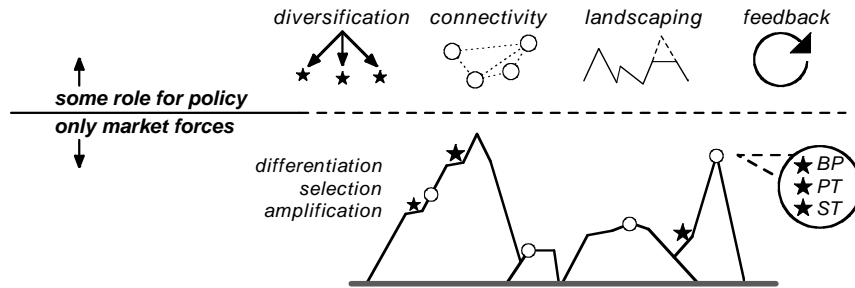 diversification connectivity landscaping feedback
some role for policy
only market forces
differentiation
selection
amplification
BP
PT
ST